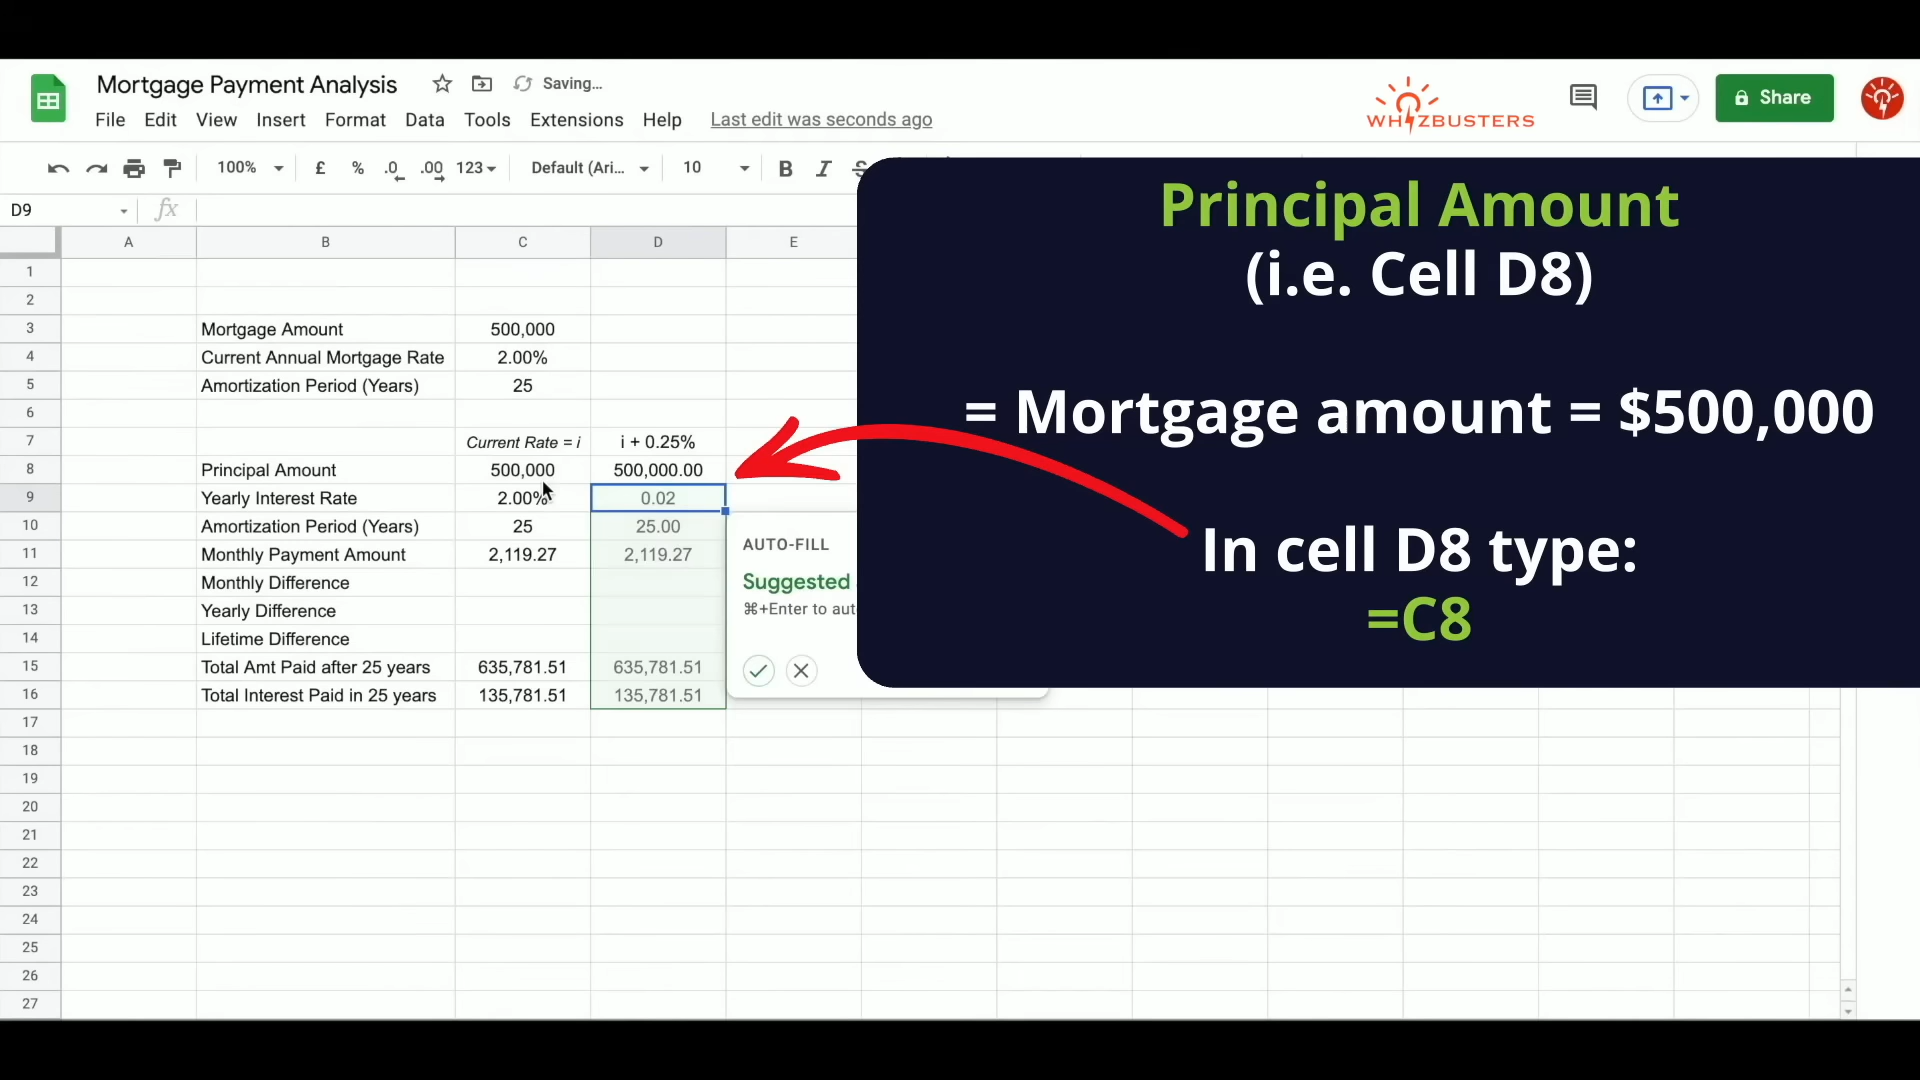 Mortgage Payment Analysis Saving...
File Edit View Insert Format Data Tools Extensions Help Last edit was seconds ago
WHIZBUSTERS
Share
100% £ % .0 .00 123 Default (Ari... 10 B I S
D9 fx
A B C D E
1
2
3 Mortgage Amount 500,000
4 Current Annual Mortgage Rate 2.00%
5 Amortization Period (Years) 25
6
7 Current Rate = i i + 0.25%
8 Principal Amount 500,000 500,000.00
9 Yearly Interest Rate 2.00% 0.02
10 Amortization Period (Years) 25 25.00
11 Monthly Payment Amount 2,119.27 2,119.27
12 Monthly Difference
13 Yearly Difference
14 Lifetime Difference
15 Total Amt Paid after 25 years 635,781.51 635,781.51
16 Total Interest Paid in 25 years 135,781.51 135,781.51
17
18
19
20
21
22
23
24
25
26
27
AUTO-FILL
Suggested
⌘+Enter to aut
Principal Amount
(i.e. Cell D8)
= Mortgage amount = $500,000
In cell D8 type:
=C8